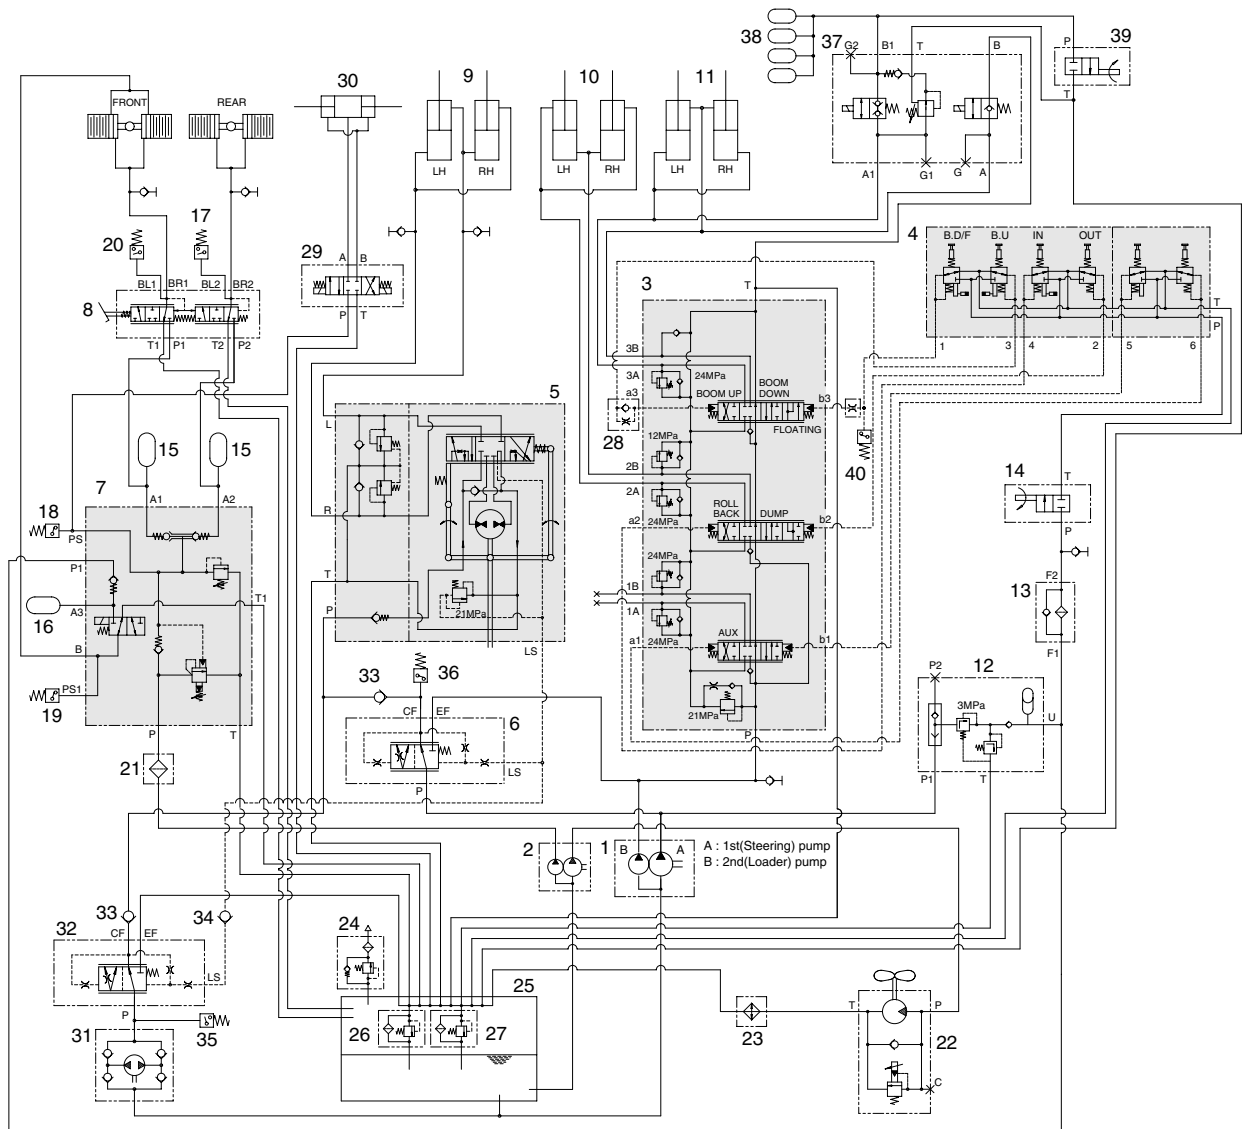 38
37
G2
B1
T
B
P
39
T
30
9
10
11
FRONT
REAR
LH
RH
LH
RH
LH
RH
A1
G1
G
A
17
20
29
A
B
P
T
BL1
BR1
BL2
BR2
8
T1
P1
T2
P2
4
B.D/F
B.U
IN
OUT
T
P
1
3
4
2
5
6
3
T
3B
3A
24MPa
a3
BOOM UP
BOOM
DOWN
b3
FLOATING
28
40
12MPa
2B
2A
ROLL
BACK
DUMP
a2
24MPa
b2
24MPa
1B
1A
AUX
a1
24MPa
b1
21MPa
P
5
L
R
T
P
21MPa
LS
15
15
7
A1
A2
18
PS
P1
16
A3
T1
B
19
PS1
P
T
14
T
P
13
F2
F1
12
P2
3MPa
U
P1
T
33
36
6
CF
EF
LS
P
21
2
1
B
A
A : 1st(Steering) pump
B : 2nd(Loader) pump
33
34
32
CF
EF
LS
P
35
31
24
25
26
27
23
T
P
22
C